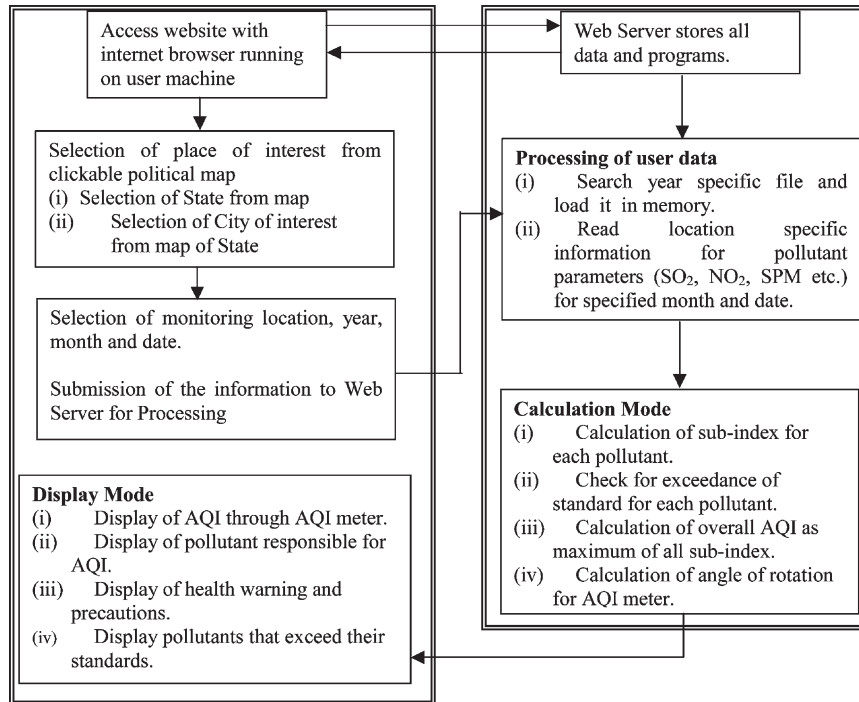 Access website with
internet browser running
on user machine
Web Server stores all
data and programs.
Selection of place of interest from
clickable political map
(i) Selection of State from map
(ii) Selection of City of interest
from map of State
Processing of user data
(i) Search year specific file and
load it in memory.
(ii) Read location specific
information for pollutant
parameters (SO₂, NO₂, SPM etc.)
for specified month and date.
Selection of monitoring location, year,
month and date.
Submission of the information to Web
Server for Processing
Calculation Mode
(i) Calculation of sub-index for
each pollutant.
(ii) Check for exceedance of
standard for each pollutant.
(iii) Calculation of overall AQI as
maximum of all sub-index.
(iv) Calculation of angle of rotation
for AQI meter.
Display Mode
(i) Display of AQI through AQI meter.
(ii) Display of pollutant responsible for
AQI.
(iii) Display of health warning and
precautions.
(iv) Display pollutants that exceed their
standards.